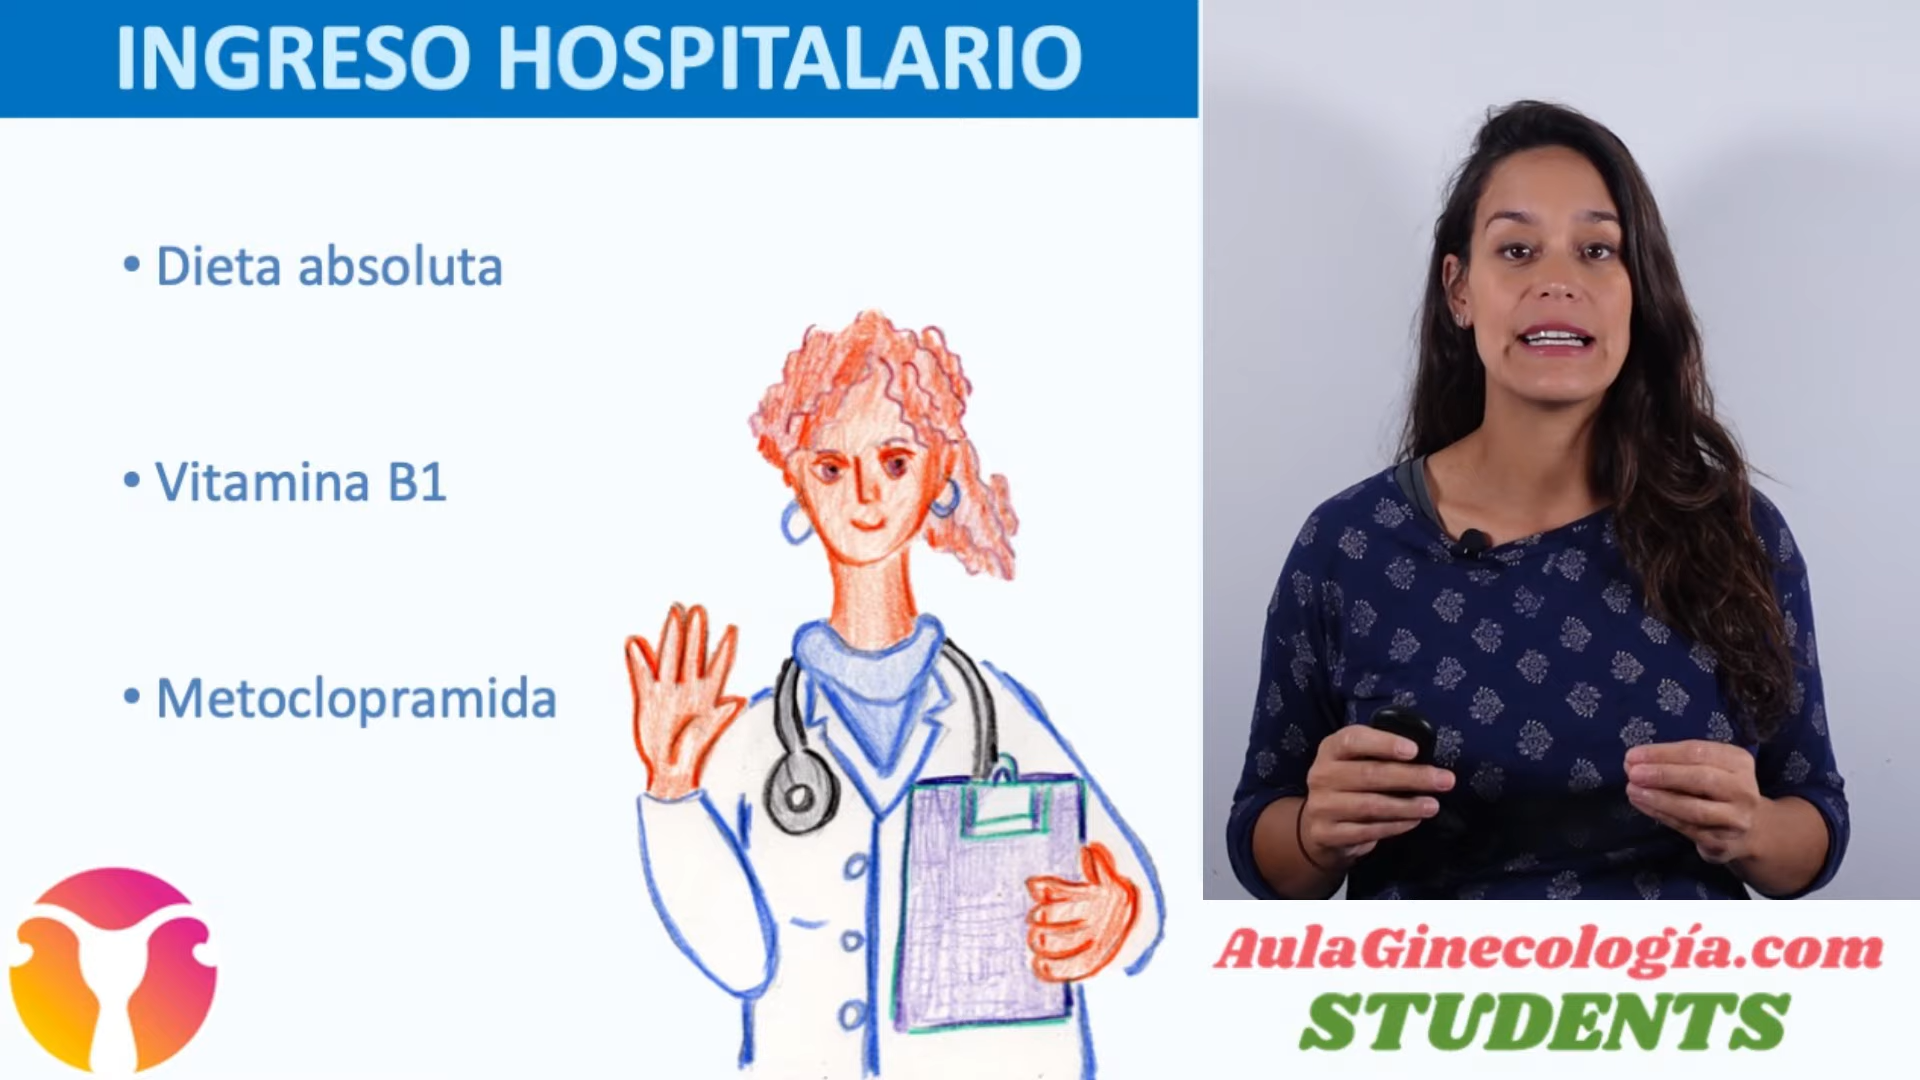 INGRESO HOSPITALARIO
• Dieta absoluta
• Vitamina B1
• Metoclopramida
AulaGinecología.com
STUDENTS